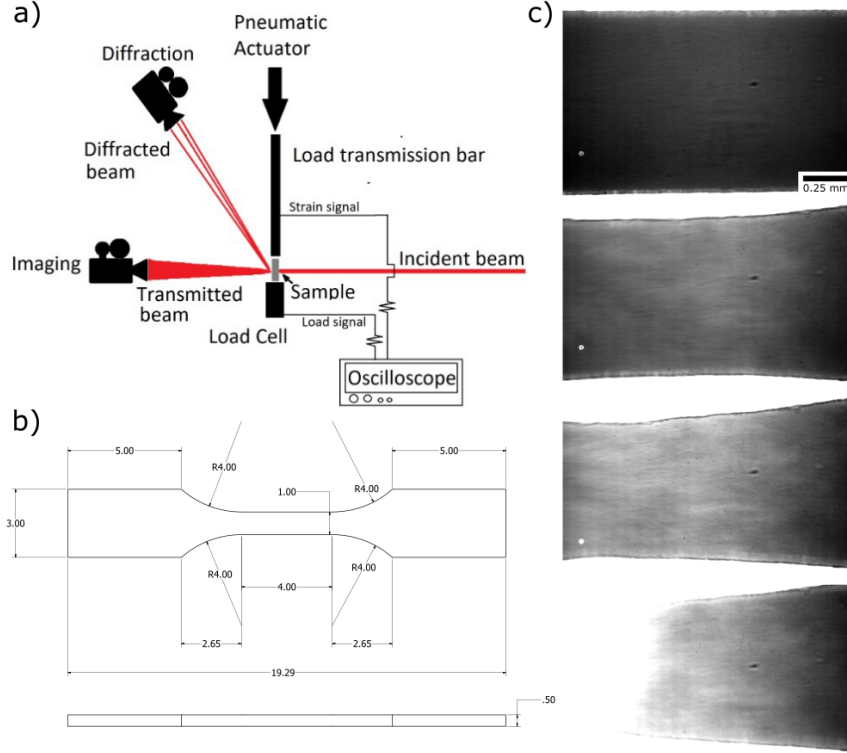 a)
Pneumatic
Actuator
Diffraction
Diffracted
beam
Load transmission bar
Strain signal
Imaging
Incident beam
Transmitted
beam
Sample
Load signal
Load Cell
Oscilloscope
b)
5.00
5.00
R4.00
R4.00
1.00
3.00
R4.00
R4.00
4.00
2.65
2.65
19.29
.50
c)
0.25 mm